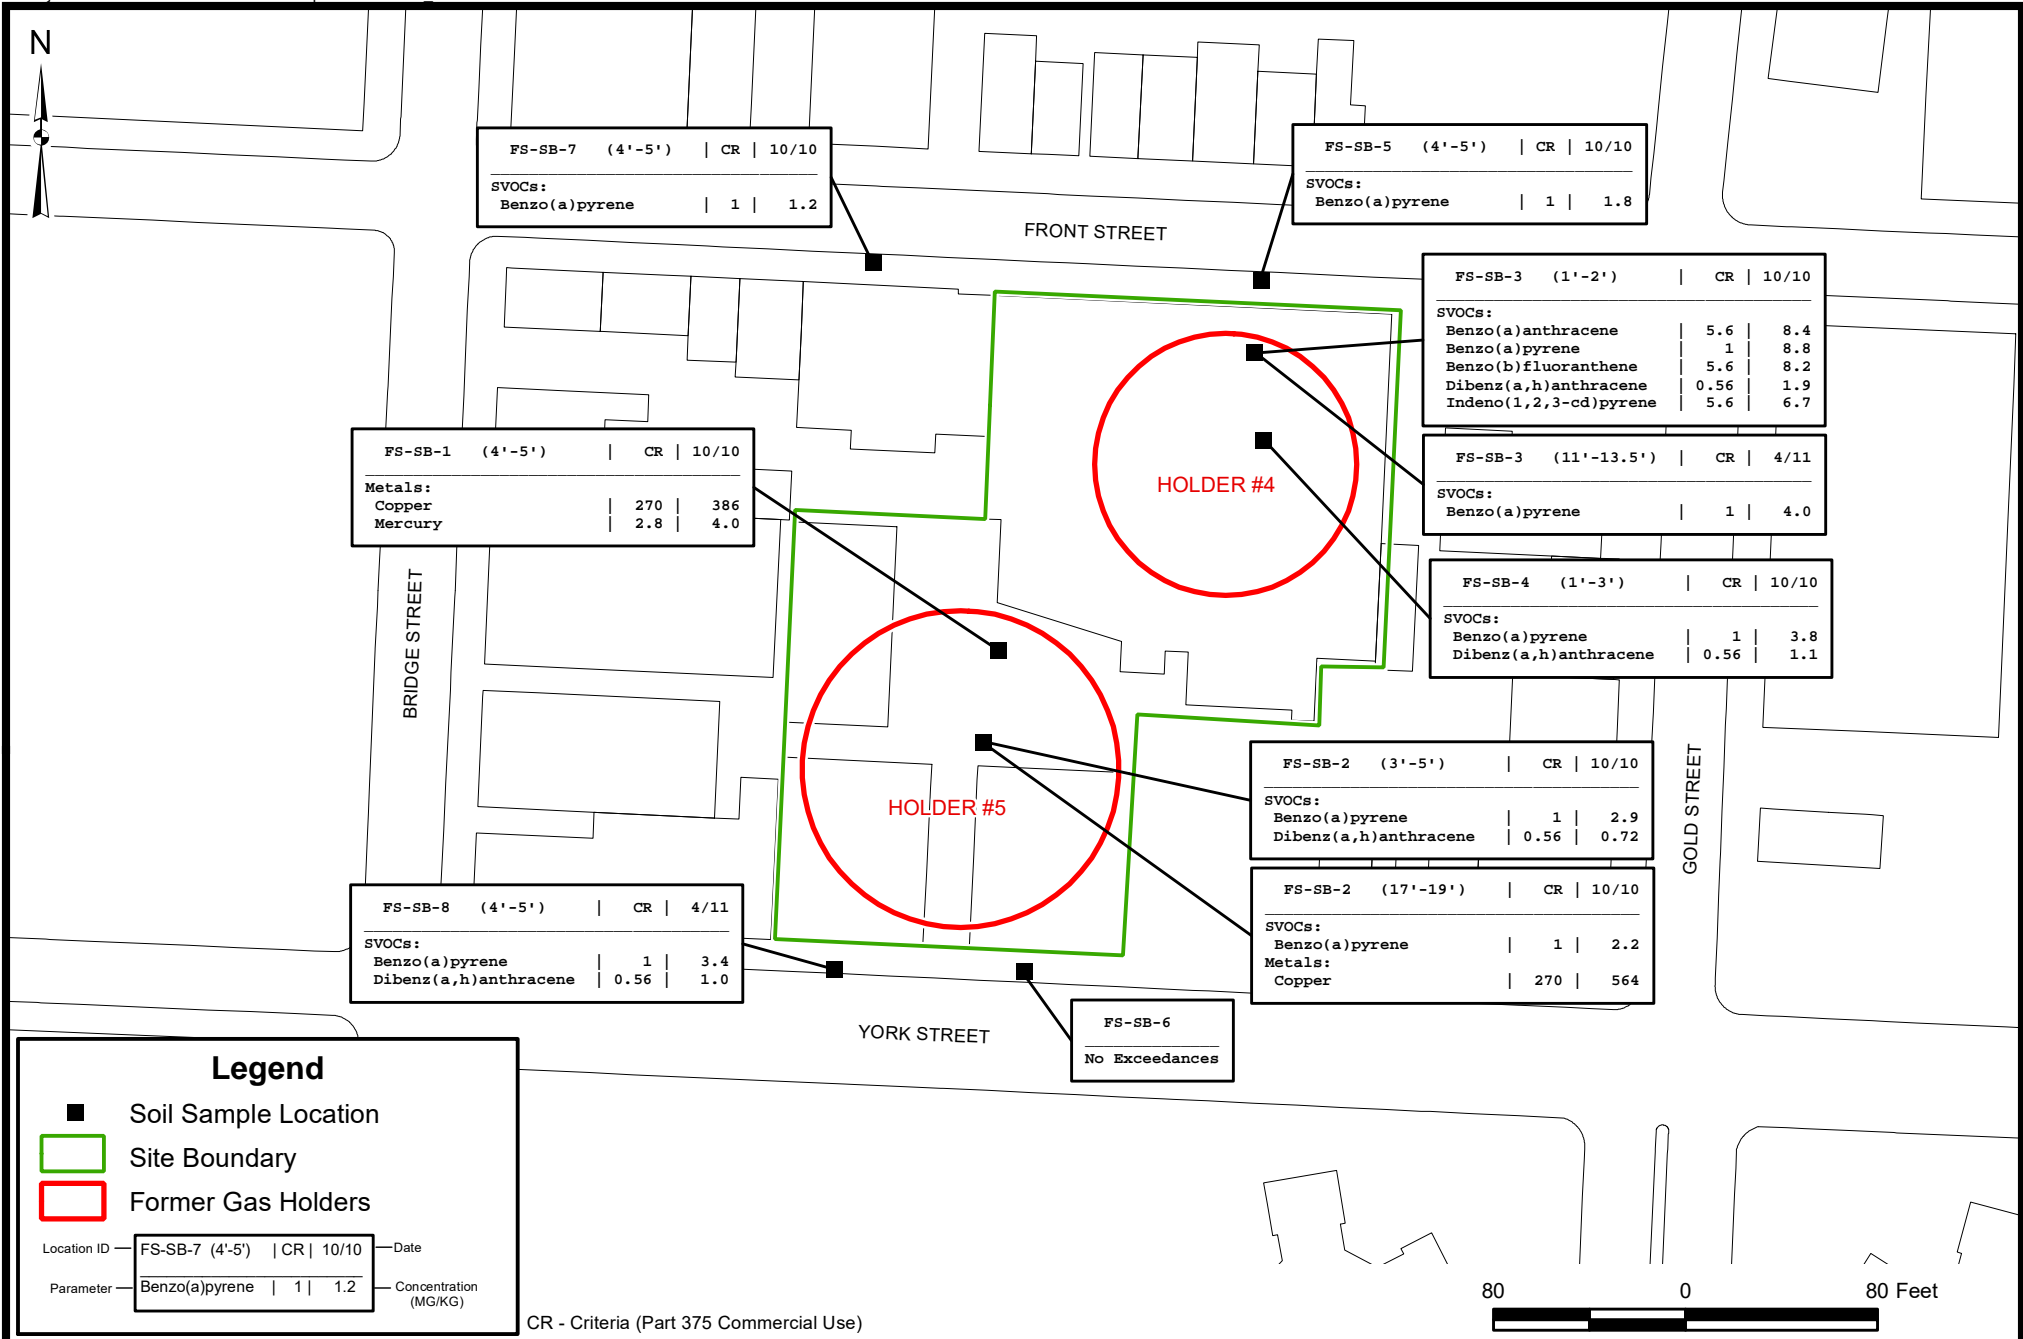 N
FS-SB-7 (4'-5') | CR | 10/10
SVOCs:
Benzo(a)pyrene | 1 | 1.2
FS-SB-5 (4'-5') | CR | 10/10
SVOCs:
Benzo(a)pyrene | 1 | 1.8
FRONT STREET
FS-SB-3 (1'-2') | CR | 10/10
SVOCs:
Benzo(a)anthracene | 5.6 | 8.4
Benzo(a)pyrene | 1 | 8.8
Benzo(b)fluoranthene | 5.6 | 8.2
Dibenz(a,h)anthracene | 0.56 | 1.9
Indeno(1,2,3-cd)pyrene | 5.6 | 6.7
FS-SB-1 (4'-5') | CR | 10/10
Metals:
Copper | 270 | 386
Mercury | 2.8 | 4.0
HOLDER #4
FS-SB-3 (11'-13.5') | CR | 4/11
SVOCs:
Benzo(a)pyrene | 1 | 4.0
FS-SB-4 (1'-3') | CR | 10/10
SVOCs:
Benzo(a)pyrene | 1 | 3.8
Dibenz(a,h)anthracene | 0.56 | 1.1
BRIDGE STREET
HOLDER #5
FS-SB-2 (3'-5') | CR | 10/10
SVOCs:
Benzo(a)pyrene | 1 | 2.9
Dibenz(a,h)anthracene | 0.56 | 0.72
GOLD STREET
FS-SB-2 (17'-19') | CR | 10/10
SVOCs:
Benzo(a)pyrene | 1 | 2.2
Metals:
Copper | 270 | 564
FS-SB-8 (4'-5') | CR | 4/11
SVOCs:
Benzo(a)pyrene | 1 | 3.4
Dibenz(a,h)anthracene | 0.56 | 1.0
FS-SB-6
No Exceedances
YORK STREET
Legend
Soil Sample Location
Site Boundary
Former Gas Holders
Location ID FS-SB-7 (4'-5') | CR | 10/10 Date
Parameter Benzo(a)pyrene | 1 | 1.2 Concentration
(MG/KG)
CR - Criteria (Part 375 Commercial Use)
80 0 80 Feet